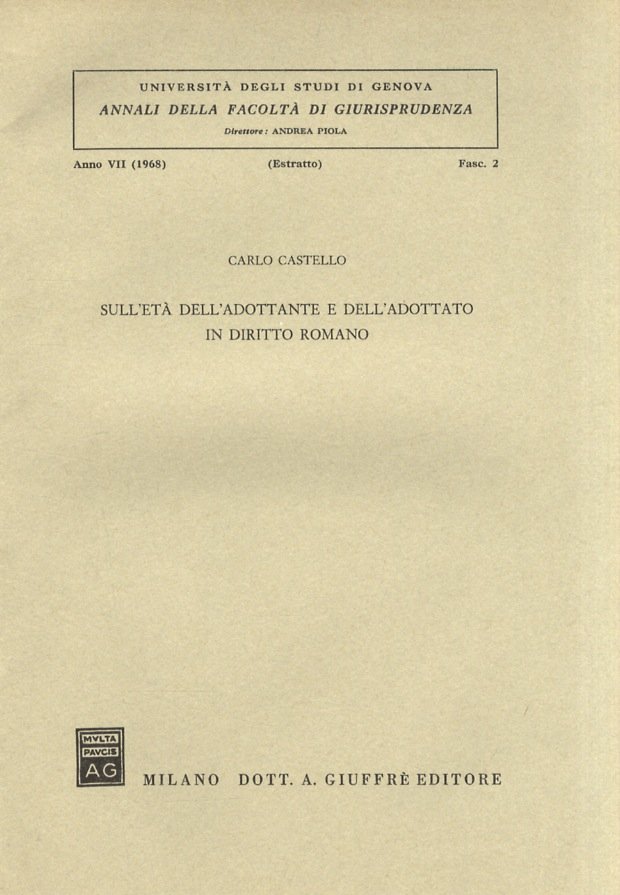 UNIVERSITÀ DEGLI STUDI DI GENOVA
ANNALI DELLA FACOLTÀ DI GIURISPRUDENZA
Direttore: ANDREA PIOLA
Anno VII (1968) (Estratto) Fasc. 2
CARLO CASTELLO
SULL'ETÀ DELL'ADOTTANTE E DELL'ADOTTATO
IN DIRITTO ROMANO
MVLTA
PAVCIS
AG
MILANO DOTT. A. GIUFFRÈ EDITORE